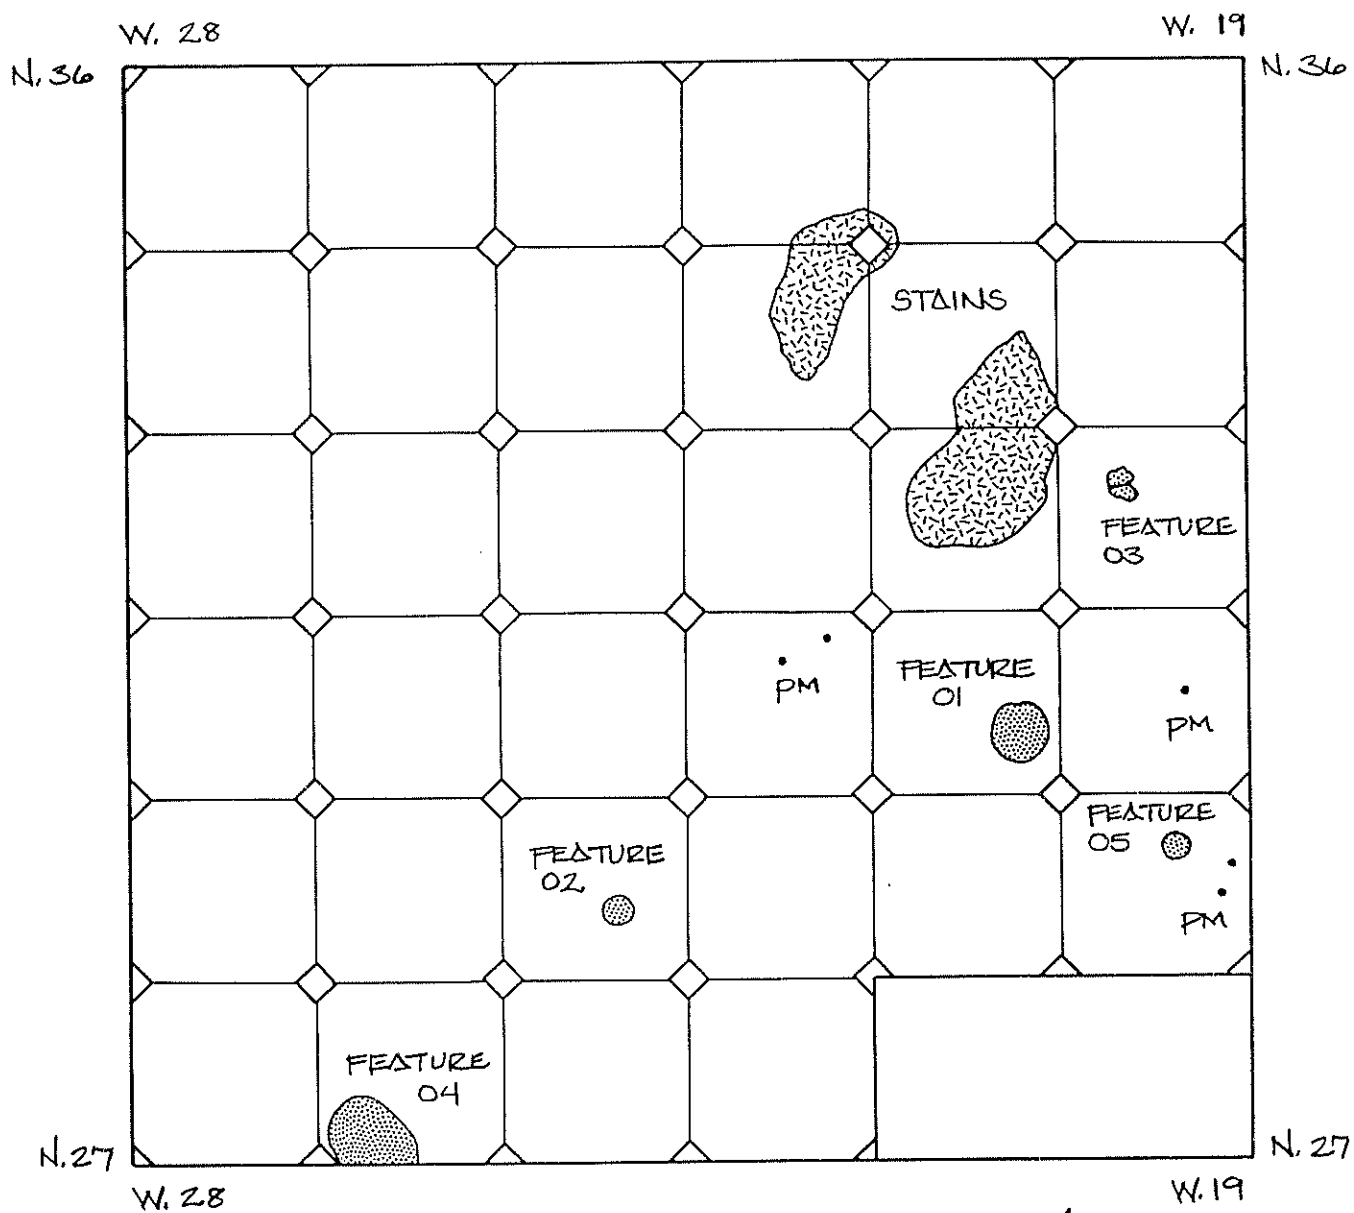 W. 28
W. 19
N. 36
N. 36
STAINS
FEATURE
03
FEATURE
01
PM
PM
FEATURE
05
FEATURE
02
PM
FEATURE
04
N. 27
N. 27
W. 28
W. 19